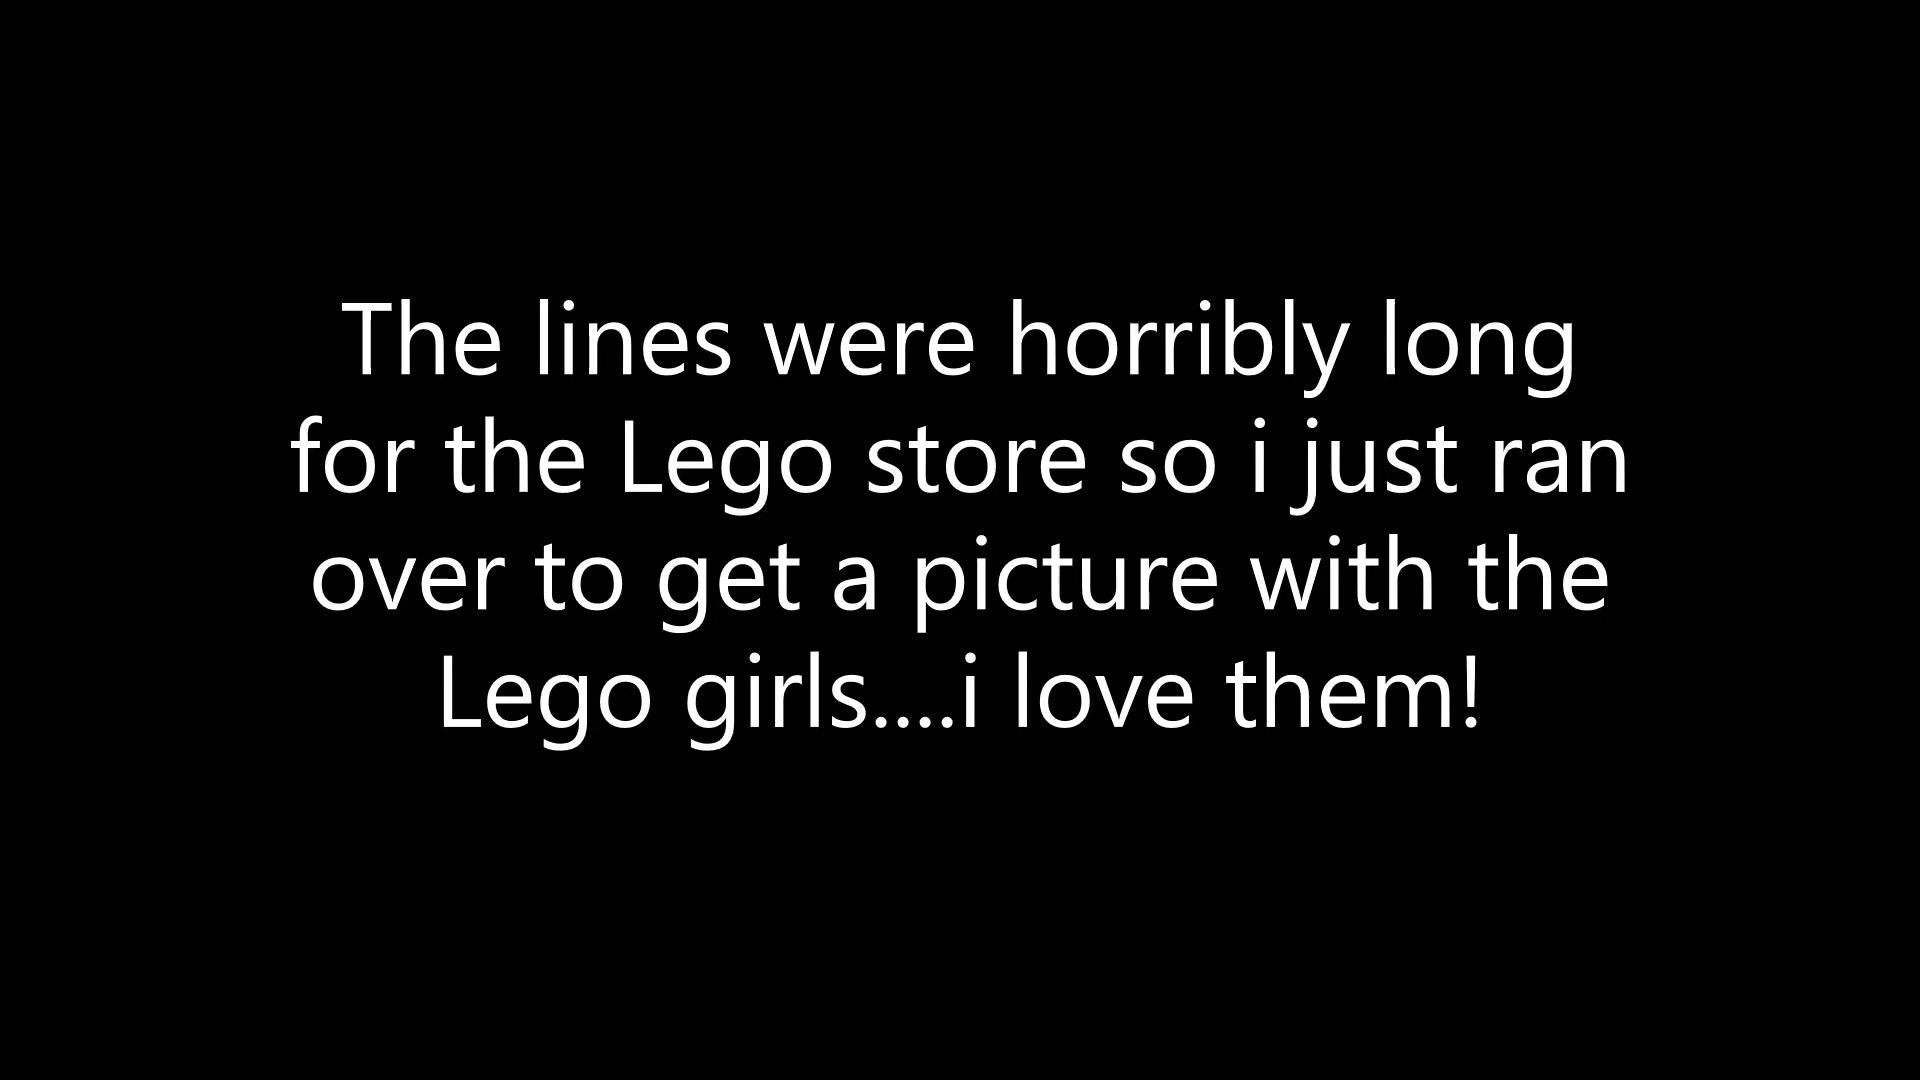 The lines were horribly long
for the Lego store so i just ran
over to get a picture with the
Lego girls....i love them!